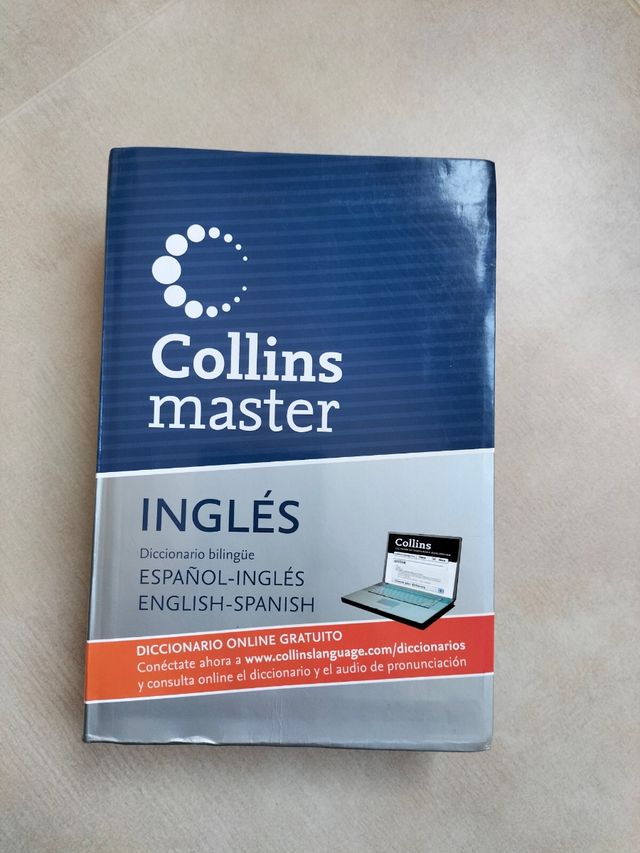 Collins
master
INGLÉS
Diccionario bilingüe
ESPAÑOL-INGLÉS
ENGLISH-SPANISH
Collins
DICCIONARIO ONLINE GRATUITO
Conéctate ahora a www.collinslanguage.com/diccionarios
y consulta online el diccionario y el audio de pronunciación